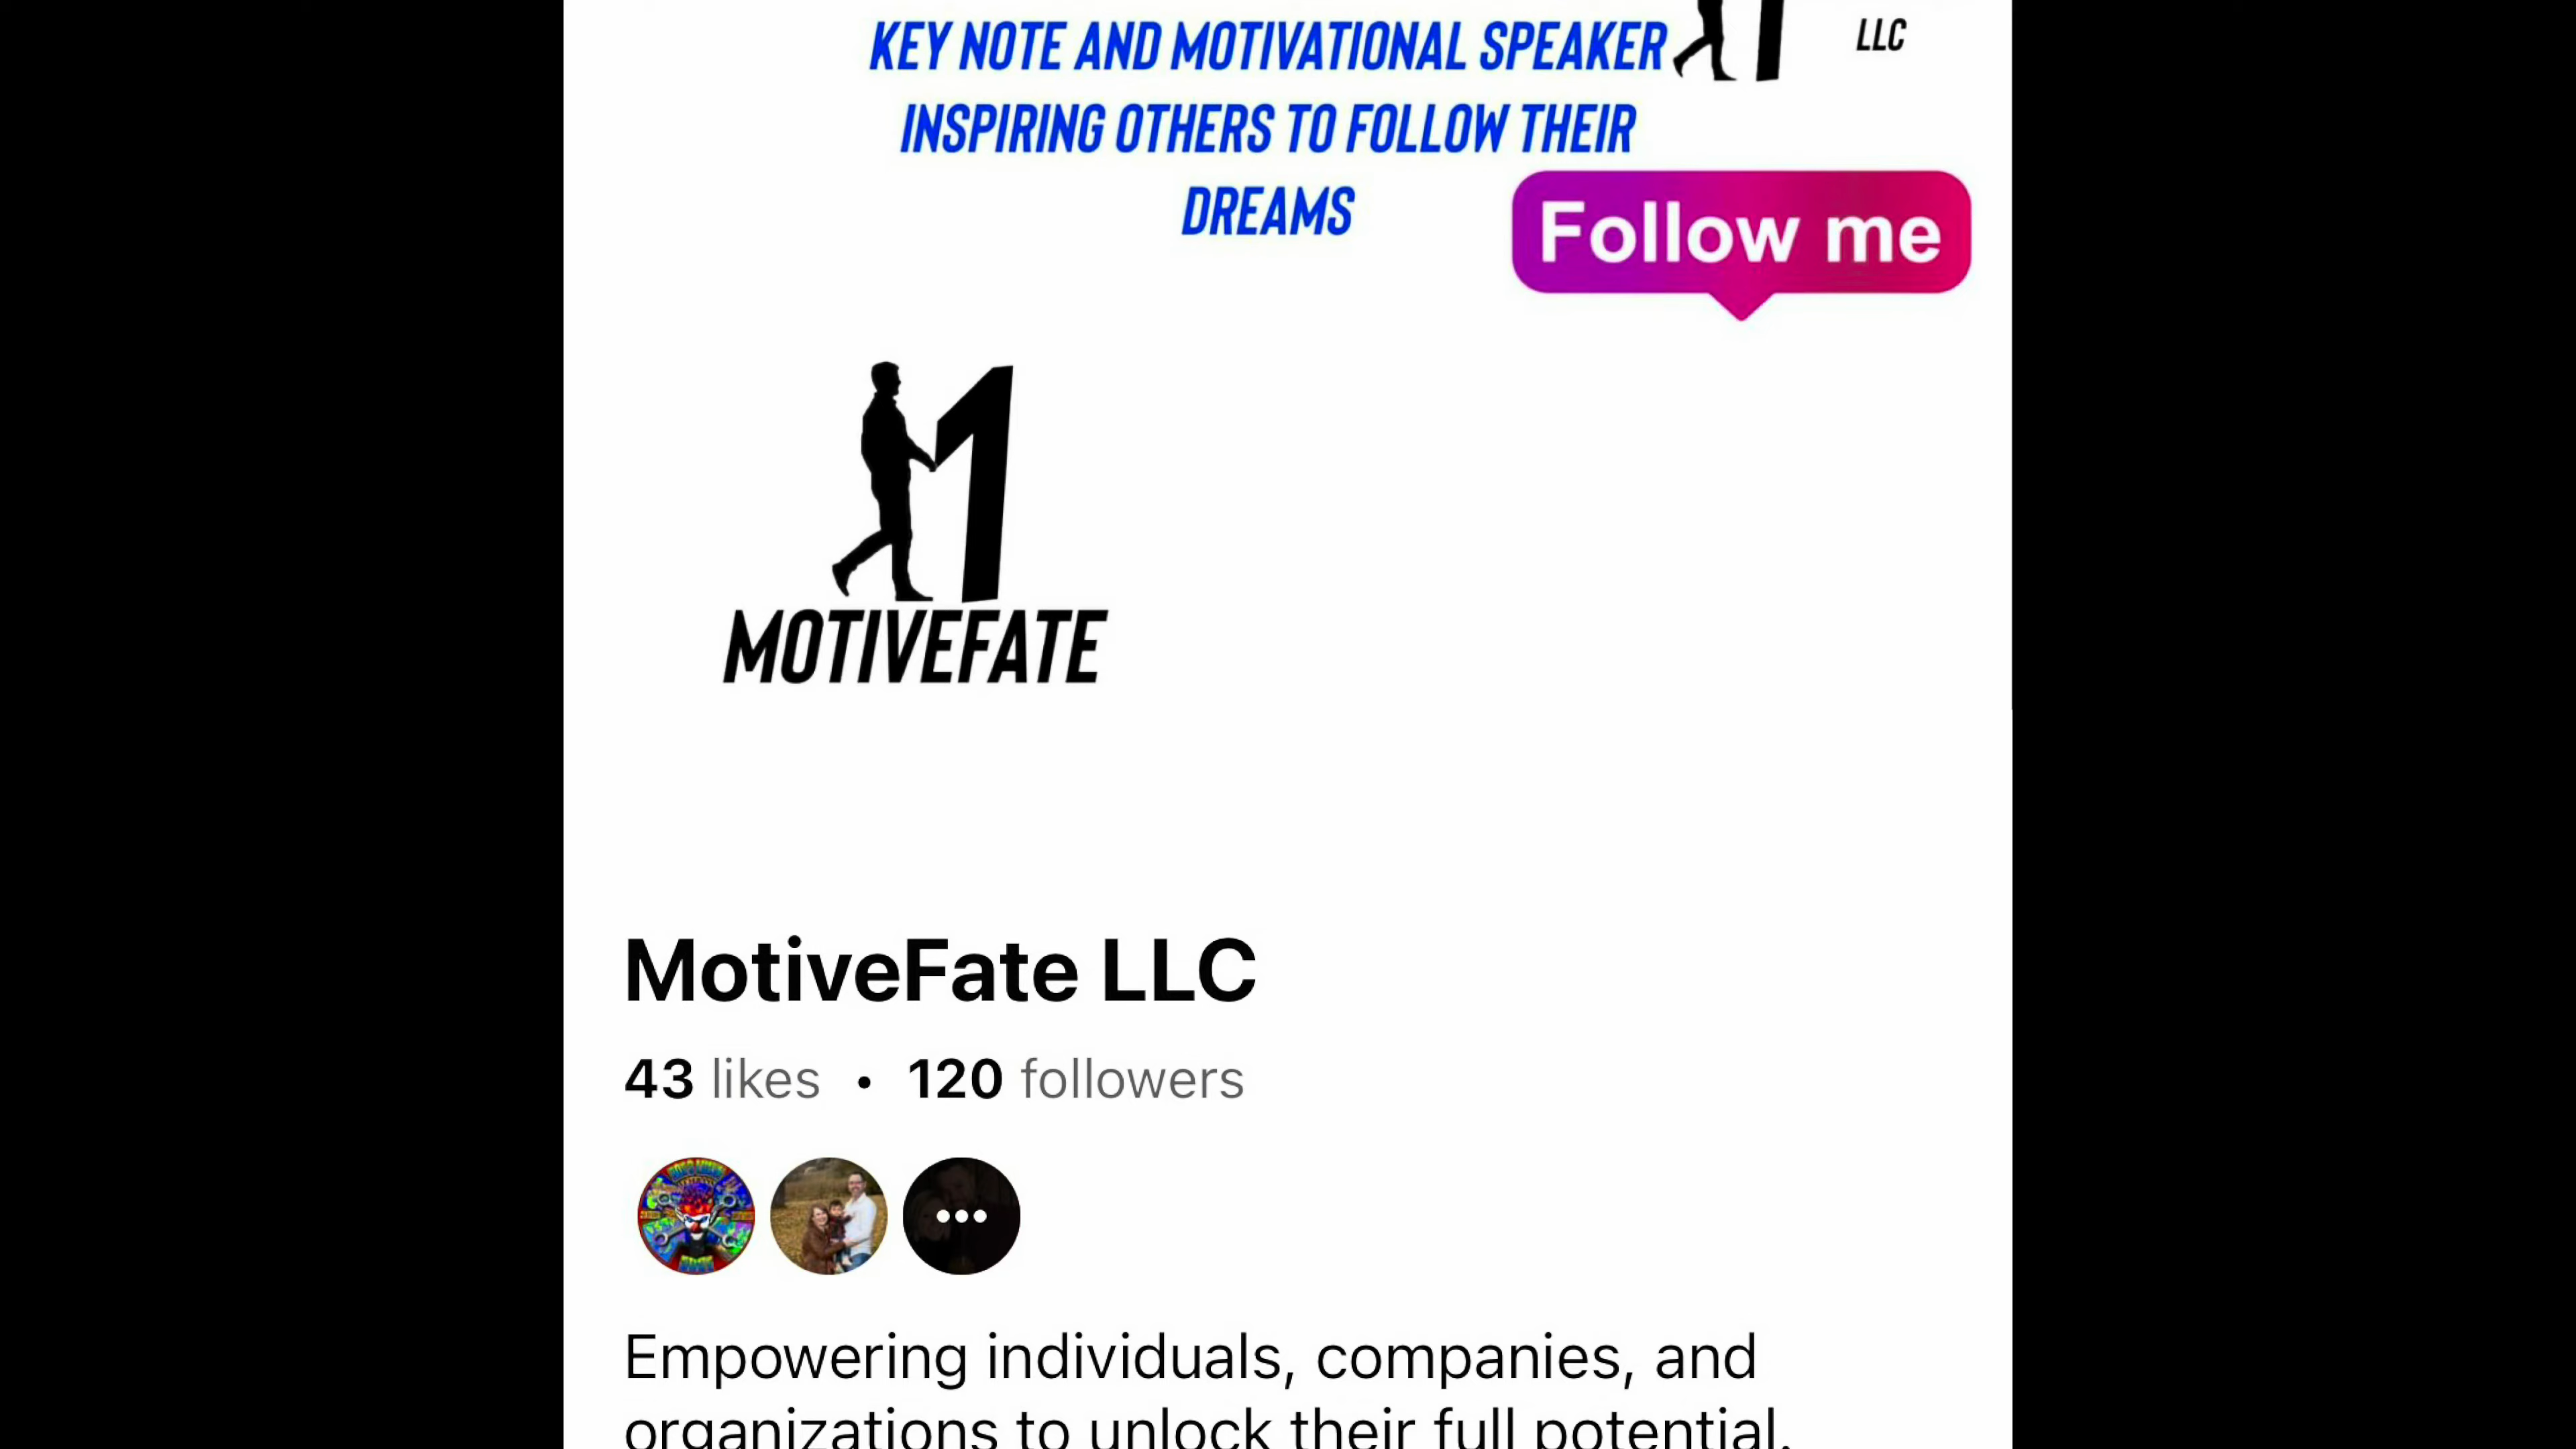 KEY NOTE AND MOTIVATIONAL SPEAKER
LLC
INSPIRING OTHERS TO FOLLOW THEIR
DREAMS
Follow me
MOTIVEFATE
MotiveFate LLC
43 likes • 120 followers
Empowering individuals, companies, and
organizations to unlock their full potential.